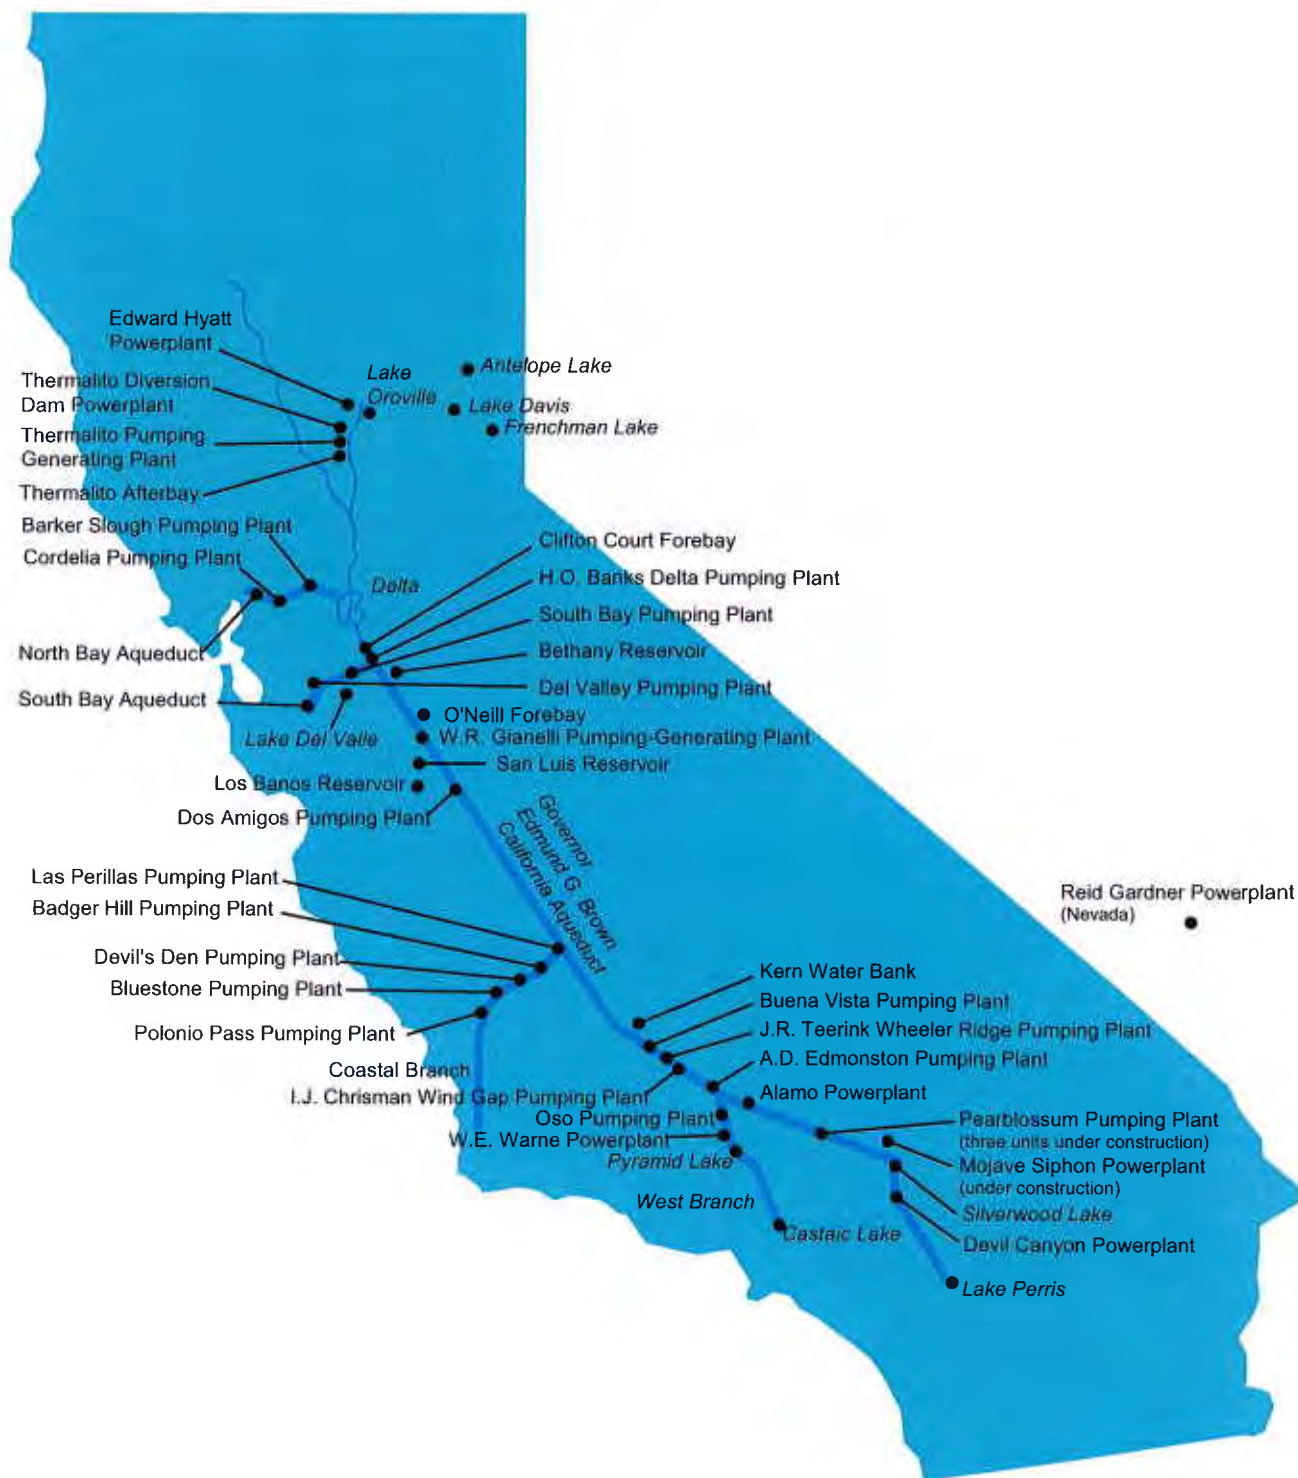 Edward Hyatt
Powerplant
Lake
Oroville
Antelope Lake
Thermalito Diversion
Dam Powerplant
Lake Davis
Frenchman Lake
Thermalito Pumping
Generating Plant
Thermalito Afterbay
Barker Slough Pumping Plant
Cordelia Pumping Plant
Clifton Court Forebay
Delta
H.O. Banks Delta Pumping Plant
South Bay Pumping Plant
North Bay Aqueduct
Bethany Reservoir
Del Valley Pumping Plant
South Bay Aqueduct
Lake Del Valle
O'Neill Forebay
W.R. Gianelli Pumping-Generating Plant
San Luis Reservoir
Los Banos Reservoir
Dos Amigos Pumping Plant
Governor
Edmund G. Brown
California Aqueduct
Las Perillas Pumping Plant
Badger Hill Pumping Plant
Reid Gardner Powerplant
(Nevada)
Devil's Den Pumping Plant
Bluestone Pumping Plant
Polonio Pass Pumping Plant
Kern Water Bank
Buena Vista Pumping Plant
J.R. Teerink Wheeler Ridge Pumping Plant
A.D. Edmonston Pumping Plant
Coastal Branch
I.J. Chrisman Wind Gap Pumping Plant
Alamo Powerplant
Oso Pumping Plant
W.E. Warne Powerplant
Pyramid Lake
Pearblossum Pumping Plant
(three units under construction)
Mojave Siphon Powerplant
(under construction)
West Branch
Silverwood Lake
Castaic Lake
Devil Canyon Powerplant
Lake Perris